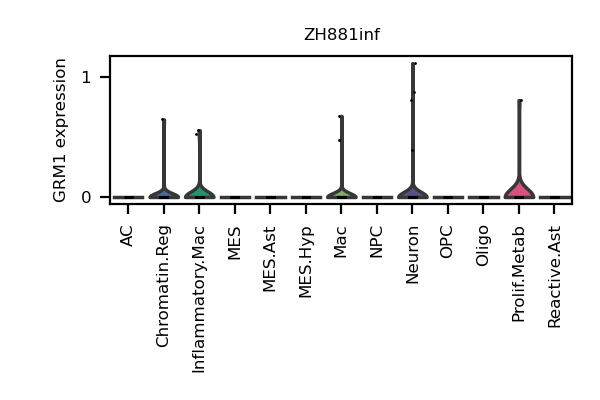 ZH881inf
GRM1 expression
1
0
AC
Chromatin.Reg
Inflammatory.Mac
MES
MES.Ast
MES.Hyp
Mac
NPC
Neuron
OPC
Oligo
Prolif.Metab
Reactive.Ast